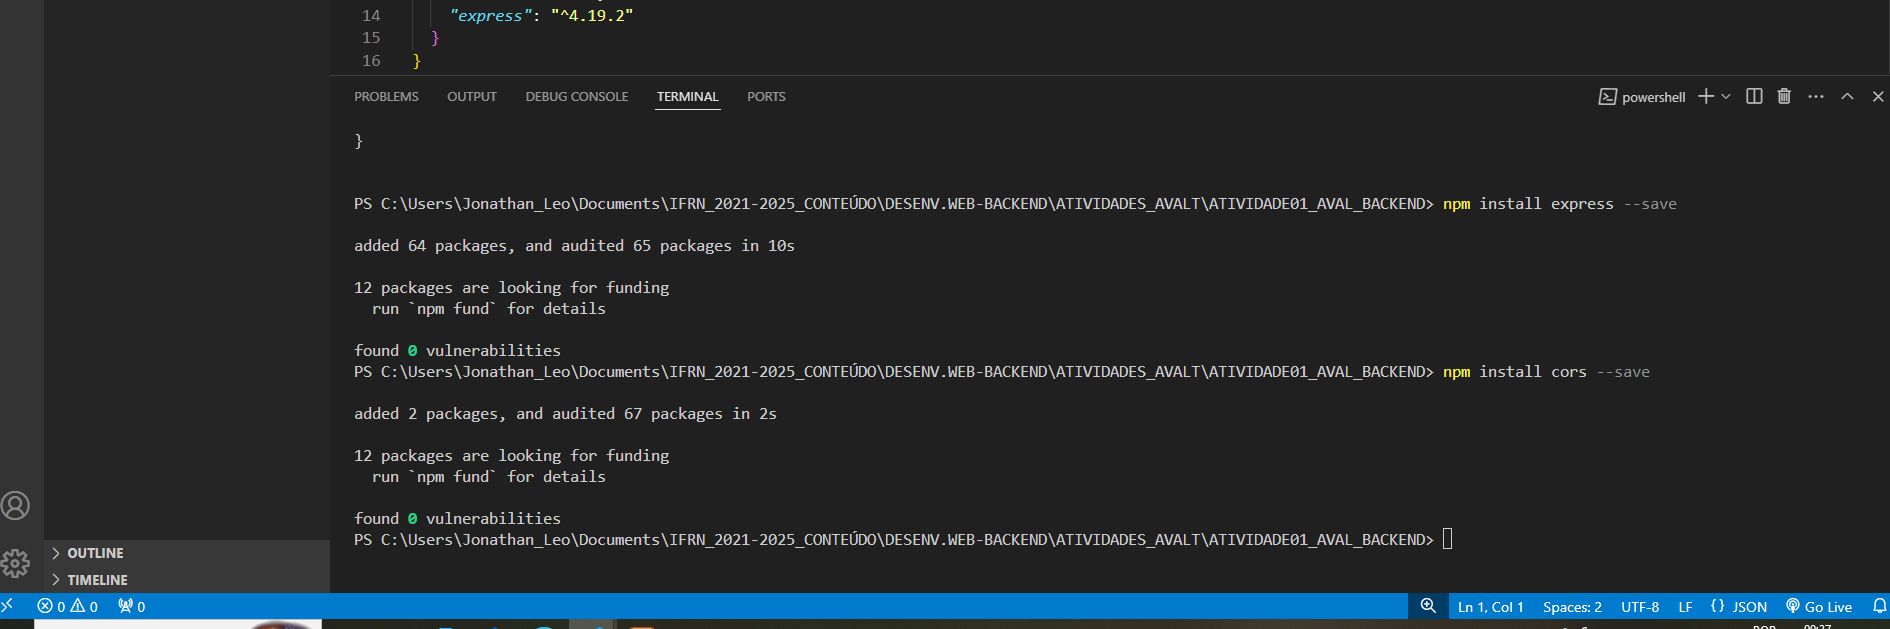 14 "express": "^4.19.2"
15 }
16 }
PROBLEMS OUTPUT DEBUG CONSOLE TERMINAL PORTS powershell
}
PS C:\Users\Jonathan_Leo\Documents\IFRN_2021-2025_CONTEÚDO\DESENV.WEB-BACKEND\ATIVIDADES_AVALT\ATIVIDADE01_AVAL_BACKEND> npm install express --save
added 64 packages, and audited 65 packages in 10s
12 packages are looking for funding
run `npm fund` for details
found 0 vulnerabilities
PS C:\Users\Jonathan_Leo\Documents\IFRN_2021-2025_CONTEÚDO\DESENV.WEB-BACKEND\ATIVIDADES_AVALT\ATIVIDADE01_AVAL_BACKEND> npm install cors --save
added 2 packages, and audited 67 packages in 2s
12 packages are looking for funding
run `npm fund` for details
found 0 vulnerabilities
PS C:\Users\Jonathan_Leo\Documents\IFRN_2021-2025_CONTEÚDO\DESENV.WEB-BACKEND\ATIVIDADES_AVALT\ATIVIDADE01_AVAL_BACKEND>
OUTLINE
TIMELINE
0 0 0 Ln 1, Col 1 Spaces: 2 UTF-8 LF {} JSON Go Live